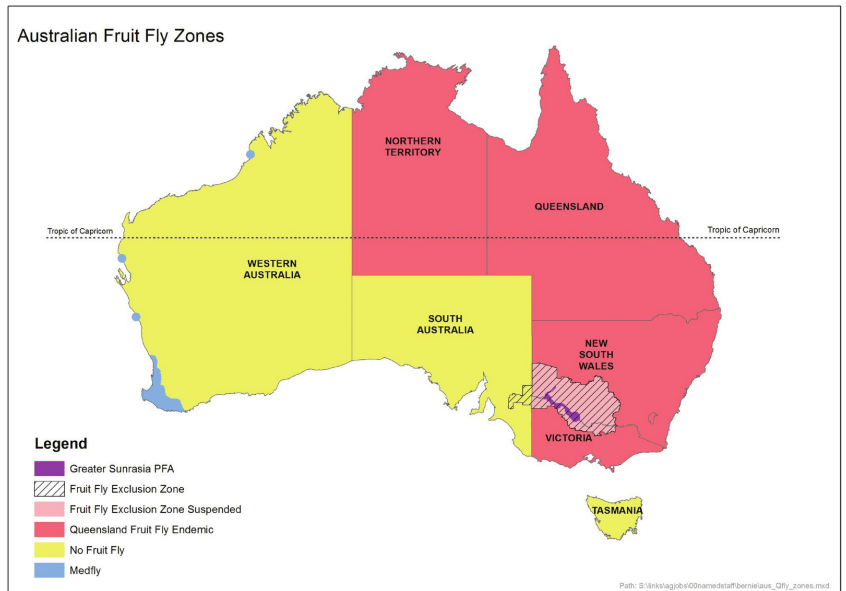 Australian Fruit Fly Zones
NORTHERN
TERRITORY
QUEENSLAND
Tropic of Capricorn
Tropic of Capricorn
WESTERN
AUSTRALIA
SOUTH
AUSTRALIA
NEW
SOUTH
WALES
VICTORIA
TASMANIA
Legend
Greater Sunrasia PFA
Fruit Fly Exclusion Zone
Fruit Fly Exclusion Zone Suspended
Queensland Fruit Fly Endemic
No Fruit Fly
Medfly
Path: S:\links\agjobs\00namedstaff\bernie\aus_Qfly_zones.mxd